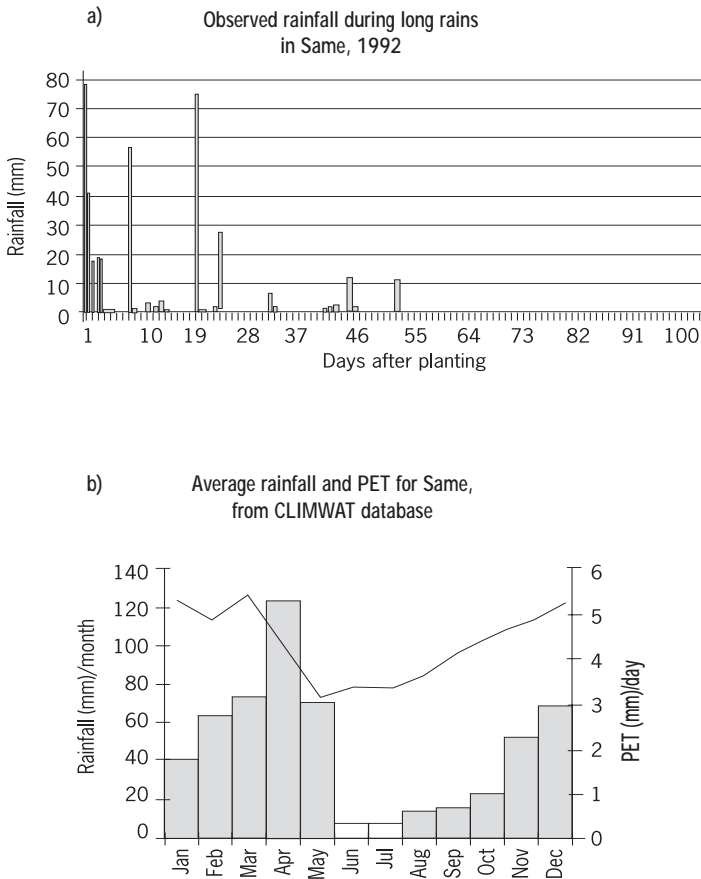 a)
Observed rainfall during long rains
in Same, 1992
Rainfall (mm)
80
70
60
50
40
30
20
10
0
1 10 19 28 37 46 55 64 73 82 91 100
Days after planting
b)
Average rainfall and PET for Same,
from CLIMWAT database
Rainfall (mm)/month
140
120
100
80
60
40
20
0
6
5
4
3
2
1
0
PET (mm)/day
Jan Feb Mar Apr May Jun Jul Aug Sep Oct Nov Dec